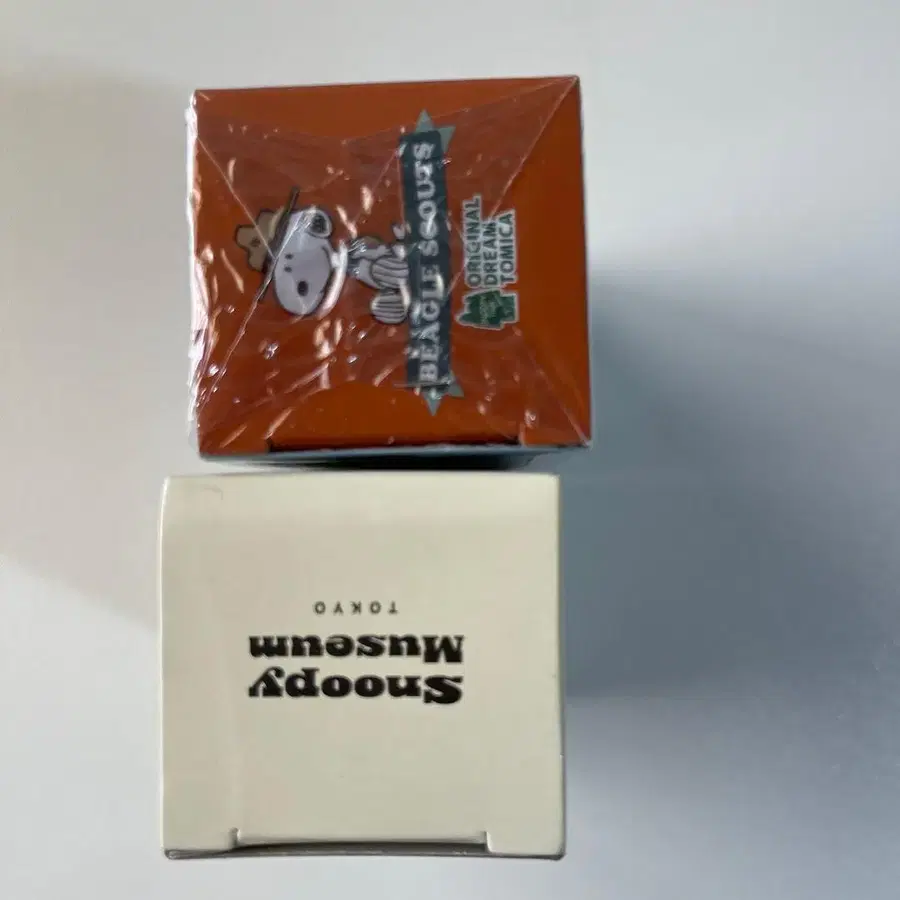 BEAGLE SCOUTS
ORIGINAL
DREAM
TOMICA
Snoopy
Museum
TOKYO